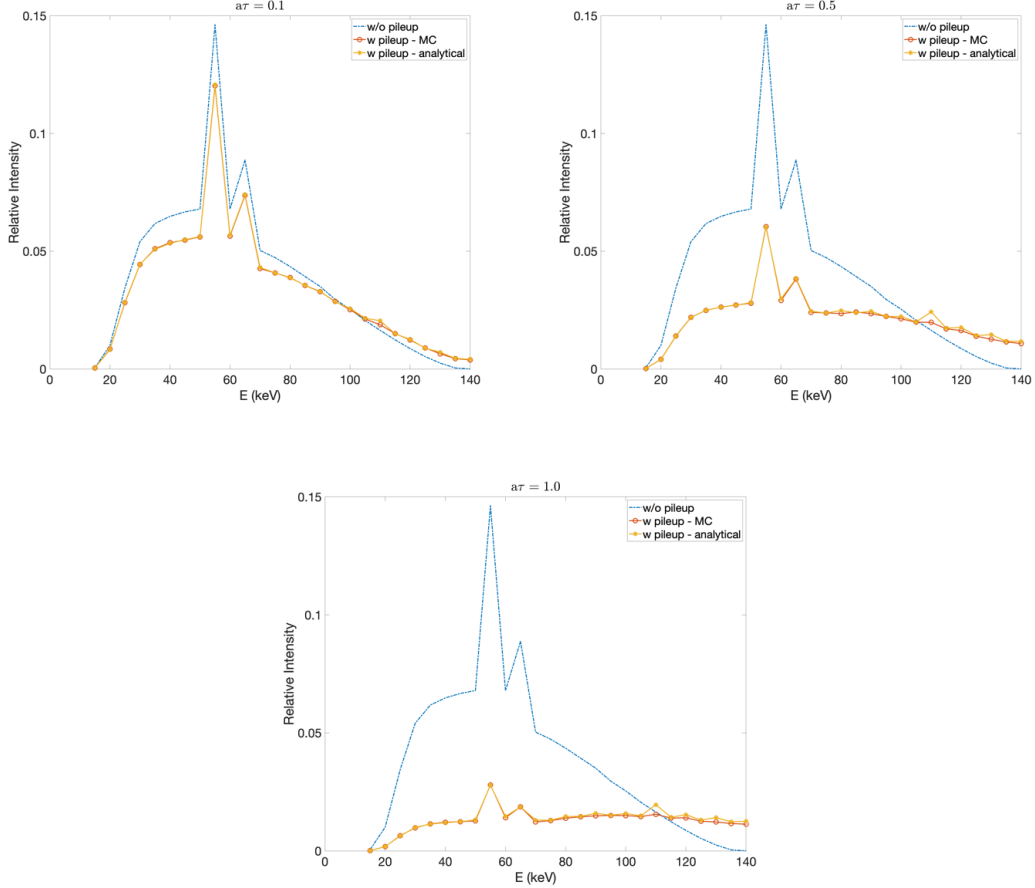 aτ = 0.1
0.15
0.1
0.05
0
Relative Intensity
w/o pileup
w pileup - MC
w pileup - analytical
0 20 40 60 80 100 120 140
E (keV)
aτ = 0.5
0.15
0.1
0.05
0
Relative Intensity
w/o pileup
w pileup - MC
w pileup - analytical
0 20 40 60 80 100 120 140
E (keV)
aτ = 1.0
0.15
0.1
0.05
0
Relative Intensity
w/o pileup
w pileup - MC
w pileup - analytical
0 20 40 60 80 100 120 140
E (keV)